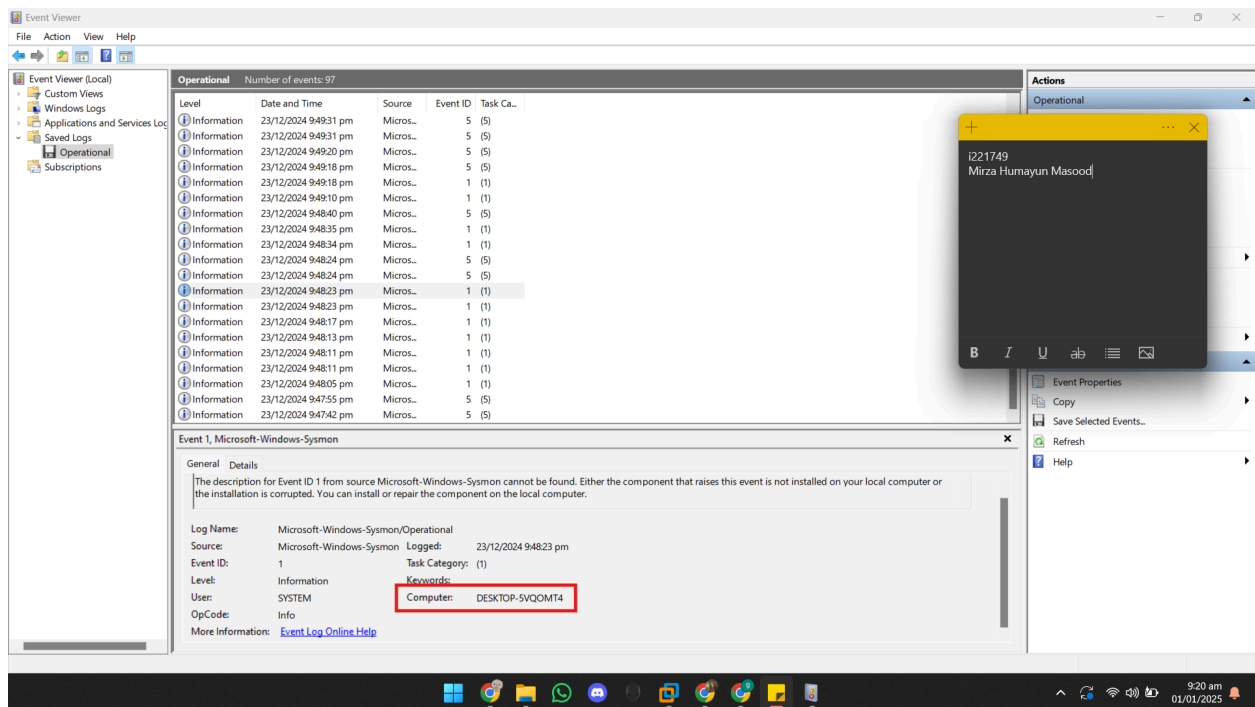 Event Viewer
File Action View Help
Event Viewer (Local)
Custom Views
Windows Logs
Applications and Services Log
Saved Logs
Operational
Subscriptions
Operational Number of events: 97
Level Date and Time Source Event ID Task Ca...
Information 23/12/2024 9:49:31 pm Micros... 5 (5)
Information 23/12/2024 9:49:31 pm Micros... 5 (5)
Information 23/12/2024 9:49:20 pm Micros... 5 (5)
Information 23/12/2024 9:49:18 pm Micros... 5 (5)
Information 23/12/2024 9:49:18 pm Micros... 1 (1)
Information 23/12/2024 9:49:10 pm Micros... 1 (1)
Information 23/12/2024 9:48:40 pm Micros... 5 (5)
Information 23/12/2024 9:48:35 pm Micros... 1 (1)
Information 23/12/2024 9:48:34 pm Micros... 1 (1)
Information 23/12/2024 9:48:24 pm Micros... 5 (5)
Information 23/12/2024 9:48:24 pm Micros... 5 (5)
Information 23/12/2024 9:48:23 pm Micros... 1 (1)
Information 23/12/2024 9:48:23 pm Micros... 1 (1)
Information 23/12/2024 9:48:17 pm Micros... 1 (1)
Information 23/12/2024 9:48:13 pm Micros... 1 (1)
Information 23/12/2024 9:48:11 pm Micros... 1 (1)
Information 23/12/2024 9:48:11 pm Micros... 1 (1)
Information 23/12/2024 9:48:05 pm Micros... 1 (1)
Information 23/12/2024 9:47:55 pm Micros... 5 (5)
Information 23/12/2024 9:47:42 pm Micros... 5 (5)
Event 1, Microsoft-Windows-Sysmon
General Details
The description for Event ID 1 from source Microsoft-Windows-Sysmon cannot be found. Either the component that raises this event is not installed on your local computer or
the installation is corrupted. You can install or repair the component on the local computer.
Log Name: Microsoft-Windows-Sysmon/Operational
Source: Microsoft-Windows-Sysmon Logged: 23/12/2024 9:48:23 pm
Event ID: 1 Task Category: (1)
Level: Information Keywords:
User: SYSTEM Computer: DESKTOP-5VQOMT4
OpCode: Info
More Information: Event Log Online Help
Actions
Operational
i221749
Mirza Humayun Masood
B I U ab
Event Properties
Copy
Save Selected Events...
Refresh
Help
9:20 am
01/01/2025